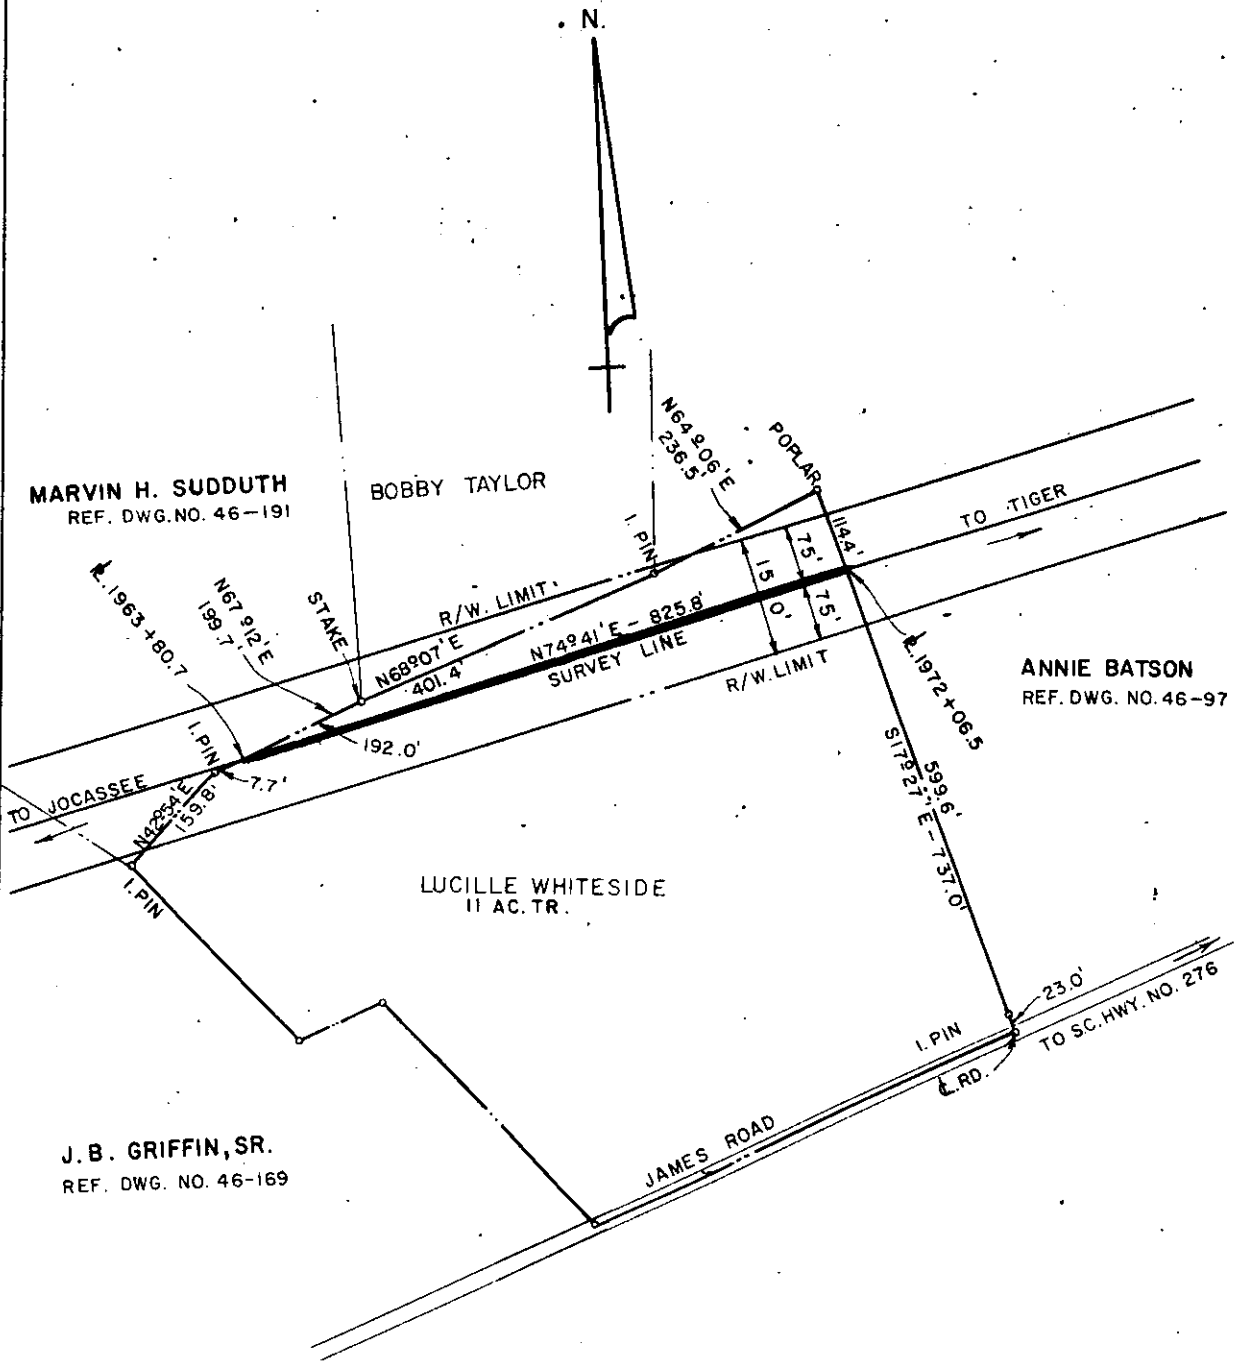 N.
MARVIN H. SUDDUTH
REF. DWG. NO. 46-191
BOBBY TAYLOR
N64°06'E
236.5'
POPLAR
I. PIN
114.4'
TO TIGER
75'
150'
75'
℄. 1963+80.7
N67°12'E
199.7'
STAKE
R/W. LIMIT
N68°07'E
401.4'
N74°41'E - 825.8'
SURVEY LINE
R/W. LIMIT
℄. 1972+06.5
ANNIE BATSON
REF. DWG. NO. 46-97
I. PIN
192.0'
7.7'
TO JOCASSEE
N42°54'E
159.8'
I. PIN
LUCILLE WHITESIDE
11 AC. TR.
599.6'
S17°27'E - 737.0'
23.0'
I. PIN
TO S.C. HWY. NO. 276
℄. RD.
JAMES ROAD
J. B. GRIFFIN, SR.
REF. DWG. NO. 46-169